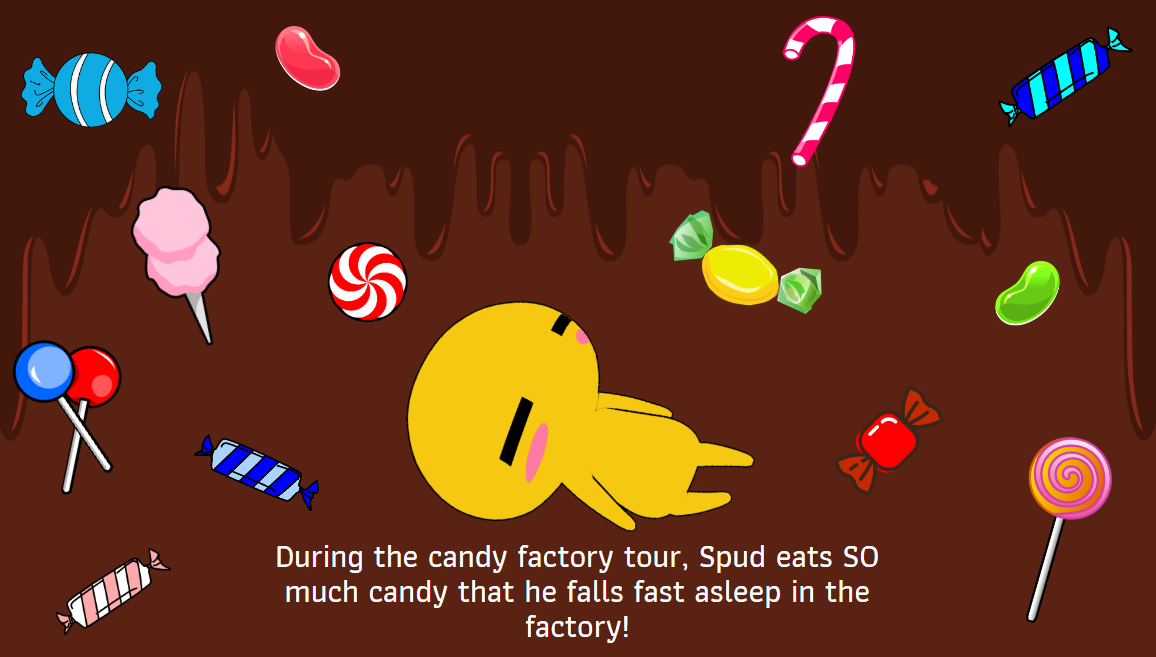 During the candy factory tour, Spud eats SO
much candy that he falls fast asleep in the
factory!